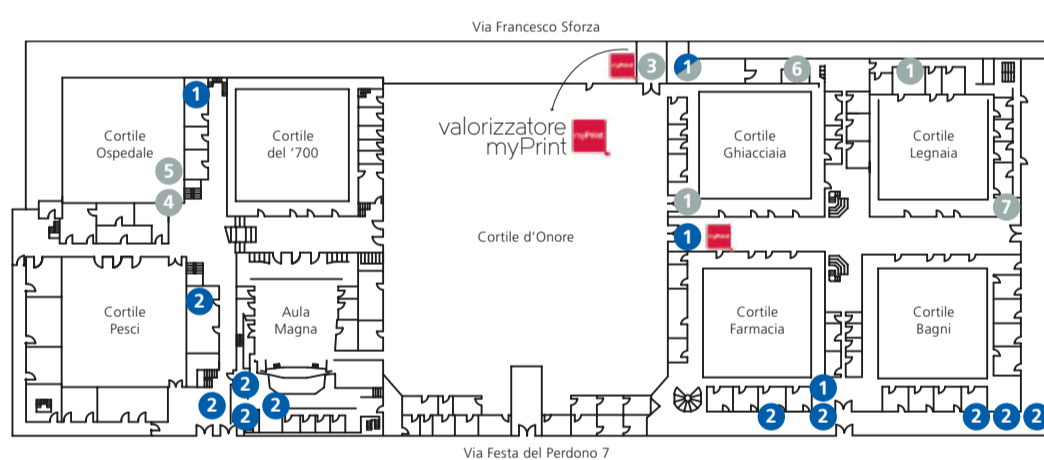 Via Francesco Sforza
3
1
6
1
1
valorizzatore
myPrint
myPrint
Cortile
Ospedale
Cortile
del ’700
Cortile
Ghiacciaia
Cortile
Legnaia
5
4
1
7
Cortile d’Onore
1
2
Cortile
Pesci
Aula
Magna
Cortile
Farmacia
Cortile
Bagni
2
1
2
2
2
2
2
2
2
2
Via Festa del Perdono 7